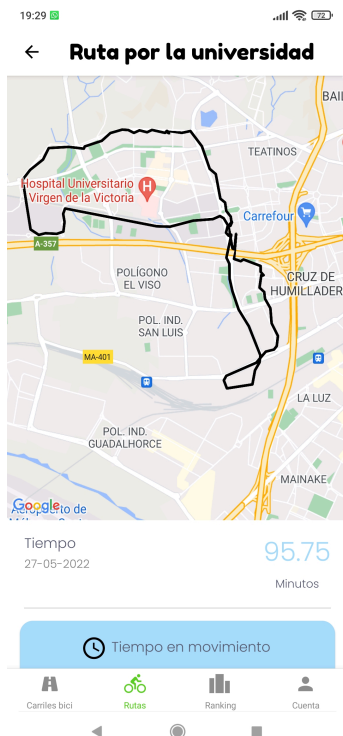 19:29
72
Ruta por la universidad
BAIL
TEATINOS
Hospital Universitario
Virgen de la Victoria
H
Carrefour
A-357
POLÍGONO
EL VISO
CRUZ DE
HUMILLADER
POL. IND.
SAN LUIS
MA-401
LA LUZ
POL. IND.
GUADALHORCE
MAINAKE
Google
Aeropuerto de
Tiempo
95.75
27-05-2022
Minutos
Tiempo en movimiento
Carriles bici
Rutas
Ranking
Cuenta